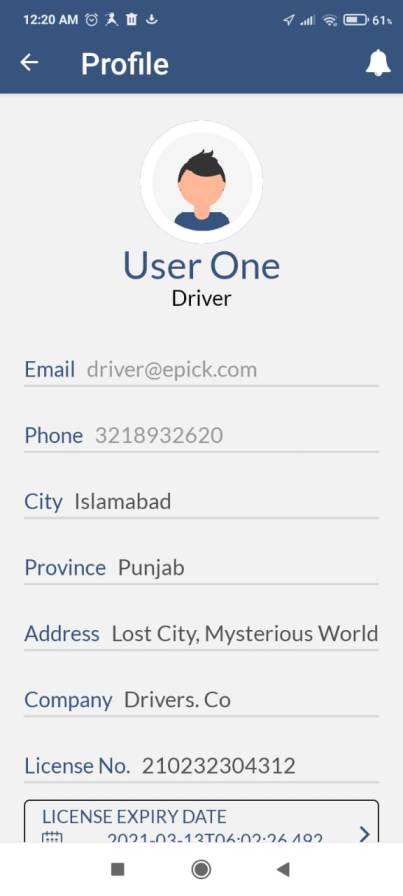 12:20 AM 61%
Profile
User One
Driver
Email driver@epick.com
Phone 3218932620
City Islamabad
Province Punjab
Address Lost City, Mysterious World
Company Drivers. Co
License No. 210232304312
LICENSE EXPIRY DATE
2021-03-13T06:02:26.492